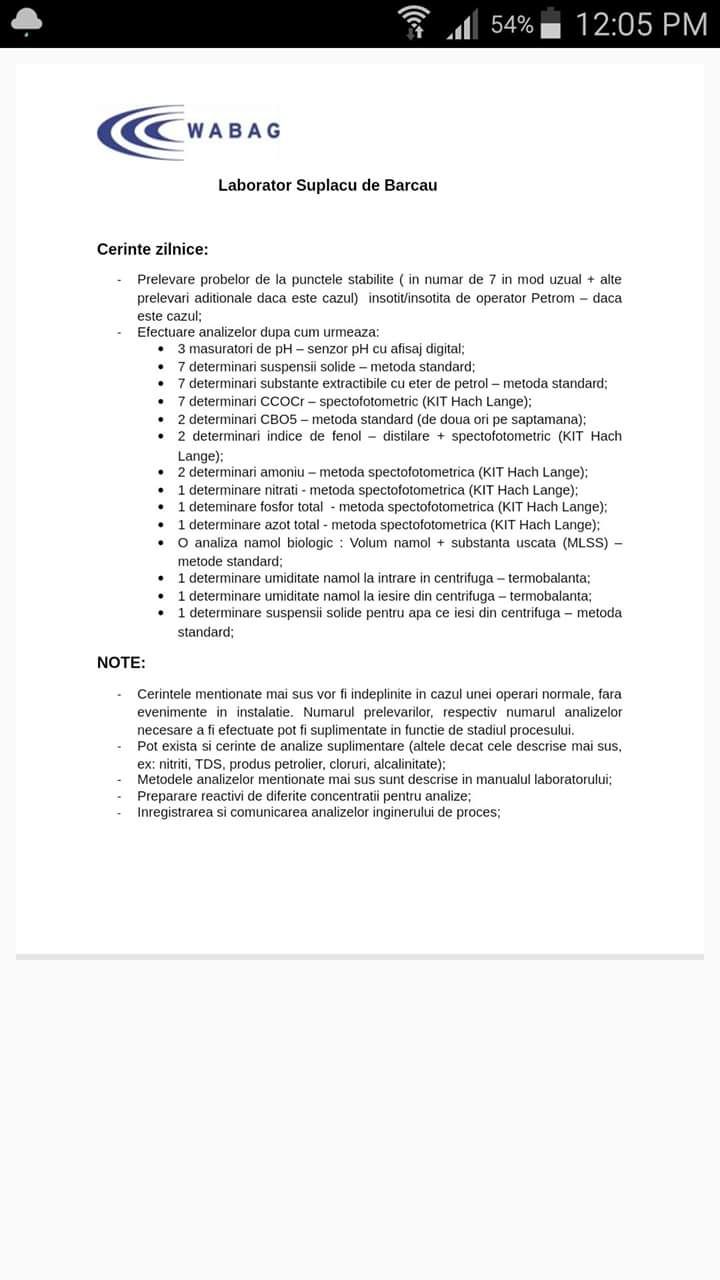 54% 12:05 PM
WABAG
Laborator Suplacu de Barcau
Cerinte zilnice:
- Prelevare probelor de la punctele stabilite ( in numar de 7 in mod uzual + alte
prelevari aditionale daca este cazul) insotit/insotita de operator Petrom – daca
este cazul;
- Efectuare analizelor dupa cum urmeaza:
• 3 masuratori de pH – senzor pH cu afisaj digital;
• 7 determinari suspensii solide – metoda standard;
• 7 determinari substante extractibile cu eter de petrol – metoda standard;
• 7 determinari CCOCr – spectofotometric (KIT Hach Lange);
• 2 determinari CBO5 – metoda standard (de doua ori pe saptamana);
• 2 determinari indice de fenol – distilare + spectofotometric (KIT Hach
Lange);
• 2 determinari amoniu – metoda spectofotometrica (KIT Hach Lange);
• 1 determinare nitrati - metoda spectofotometrica (KIT Hach Lange);
• 1 deteminare fosfor total - metoda spectofotometrica (KIT Hach Lange);
• 1 determinare azot total - metoda spectofotometrica (KIT Hach Lange);
• O analiza namol biologic : Volum namol + substanta uscata (MLSS) –
metode standard;
• 1 determinare umiditate namol la intrare in centrifuga – termobalanta;
• 1 determinare umiditate namol la iesire din centrifuga – termobalanta;
• 1 determinare suspensii solide pentru apa ce iesi din centrifuga – metoda
standard;
NOTE:
- Cerintele mentionate mai sus vor fi indeplinite in cazul unei operari normale, fara
evenimente in instalatie. Numarul prelevarilor, respectiv numarul analizelor
necesare a fi efectuate pot fi suplimentate in functie de stadiul procesului.
- Pot exista si cerinte de analize suplimentare (altele decat cele descrise mai sus,
ex: nitriti, TDS, produs petrolier, cloruri, alcalinitate);
- Metodele analizelor mentionate mai sus sunt descrise in manualul laboratorului;
- Preparare reactivi de diferite concentratii pentru analize;
- Inregistrarea si comunicarea analizelor inginerului de proces;